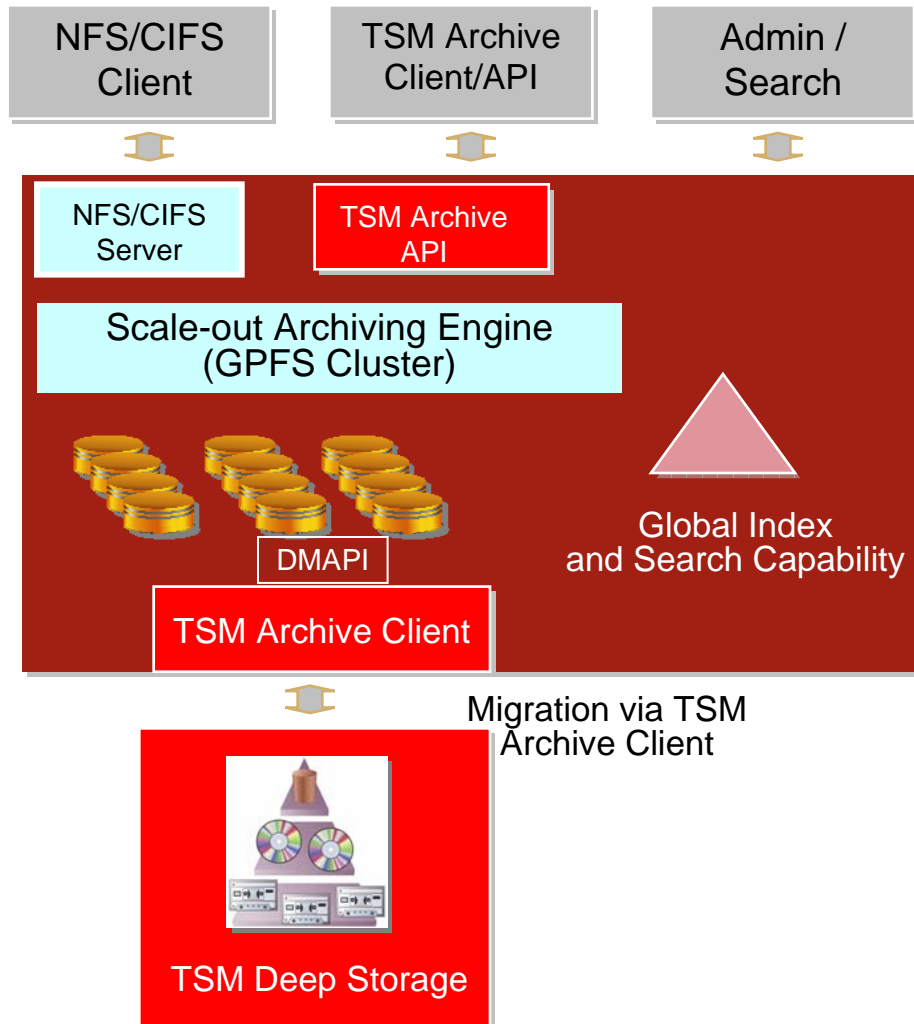 NFS/CIFS
Client
TSM Archive
Client/API
Admin /
Search
NFS/CIFS
Server
TSM Archive
API
Scale-out Archiving Engine
(GPFS Cluster)
Global Index
and Search Capability
DMAPI
TSM Archive Client
Migration via TSM
Archive Client
TSM Deep Storage